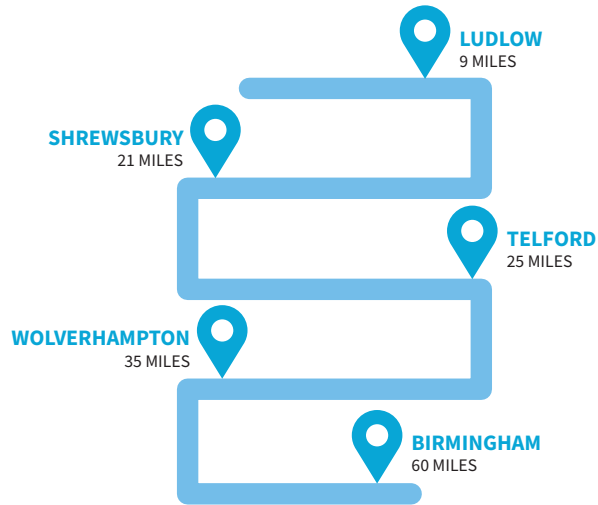 LUDLOW
9 MILES
SHREWSBURY
21 MILES
TELFORD
25 MILES
WOLVERHAMPTON
35 MILES
BIRMINGHAM
60 MILES